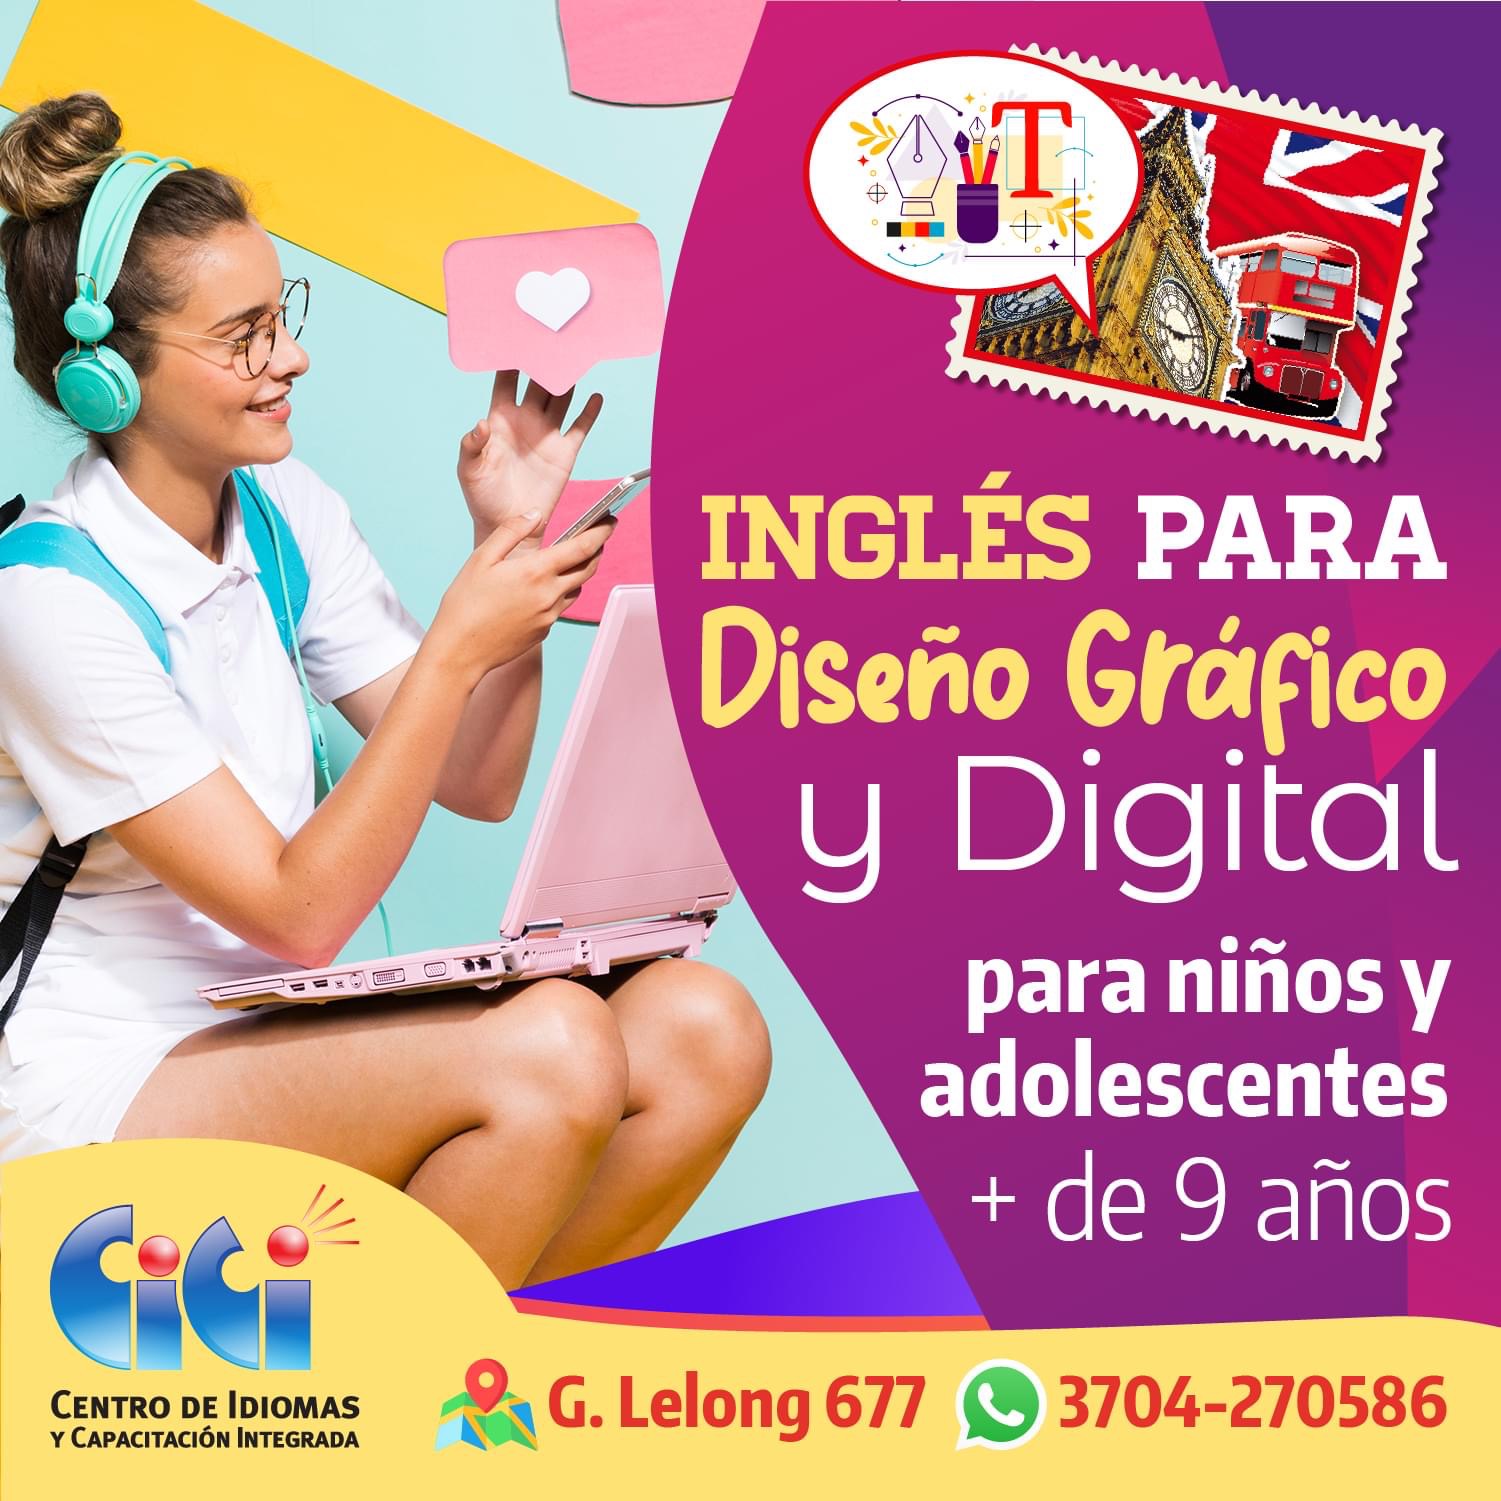 T
INGLÉS PARA
Diseño Gráfico
y Digital
para niños y
adolescentes
+ de 9 años
CiCi
CENTRO DE IDIOMAS
Y CAPACITACIÓN INTEGRADA
G. Lelong 677
3704-270586